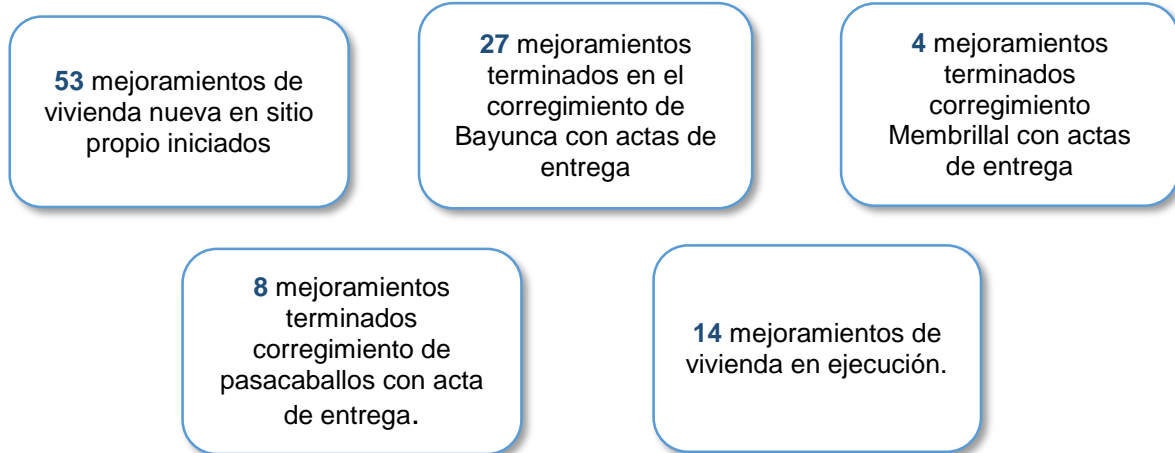 53 mejoramientos de
vivienda nueva en sitio
propio iniciados
27 mejoramientos
terminados en el
corregimiento de
Bayunca con actas de
entrega
4 mejoramientos
terminados
corregimiento
Membrillal con actas
de entrega
8 mejoramientos
terminados
corregimiento de
pasacaballos con acta
de entrega.
14 mejoramientos de
vivienda en ejecución.